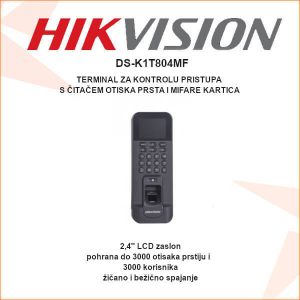 HIKVISION
DS-K1T804MF
TERMINAL ZA KONTROLU PRISTUPA
S ČITAČEM OTISKA PRSTA I MIFARE KARTICA
HIKVISION
2,4" LCD zaslon
pohrana do 3000 otisaka prstiju i
3000 korisnika
žičano i bežično spajanje